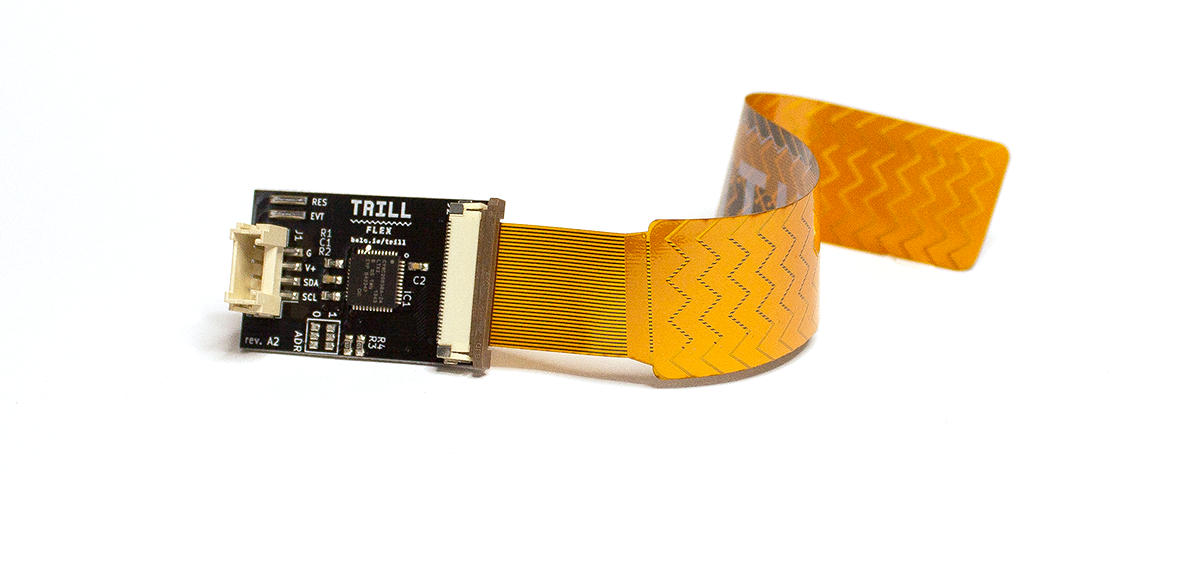 RES
EVT
TRILL
FLEX
bela.io/trill
J1
R1
C1
R2
G
V+
SDA
SCL
C2
IC1
0 1
ADR
R4
R3
rev. A2